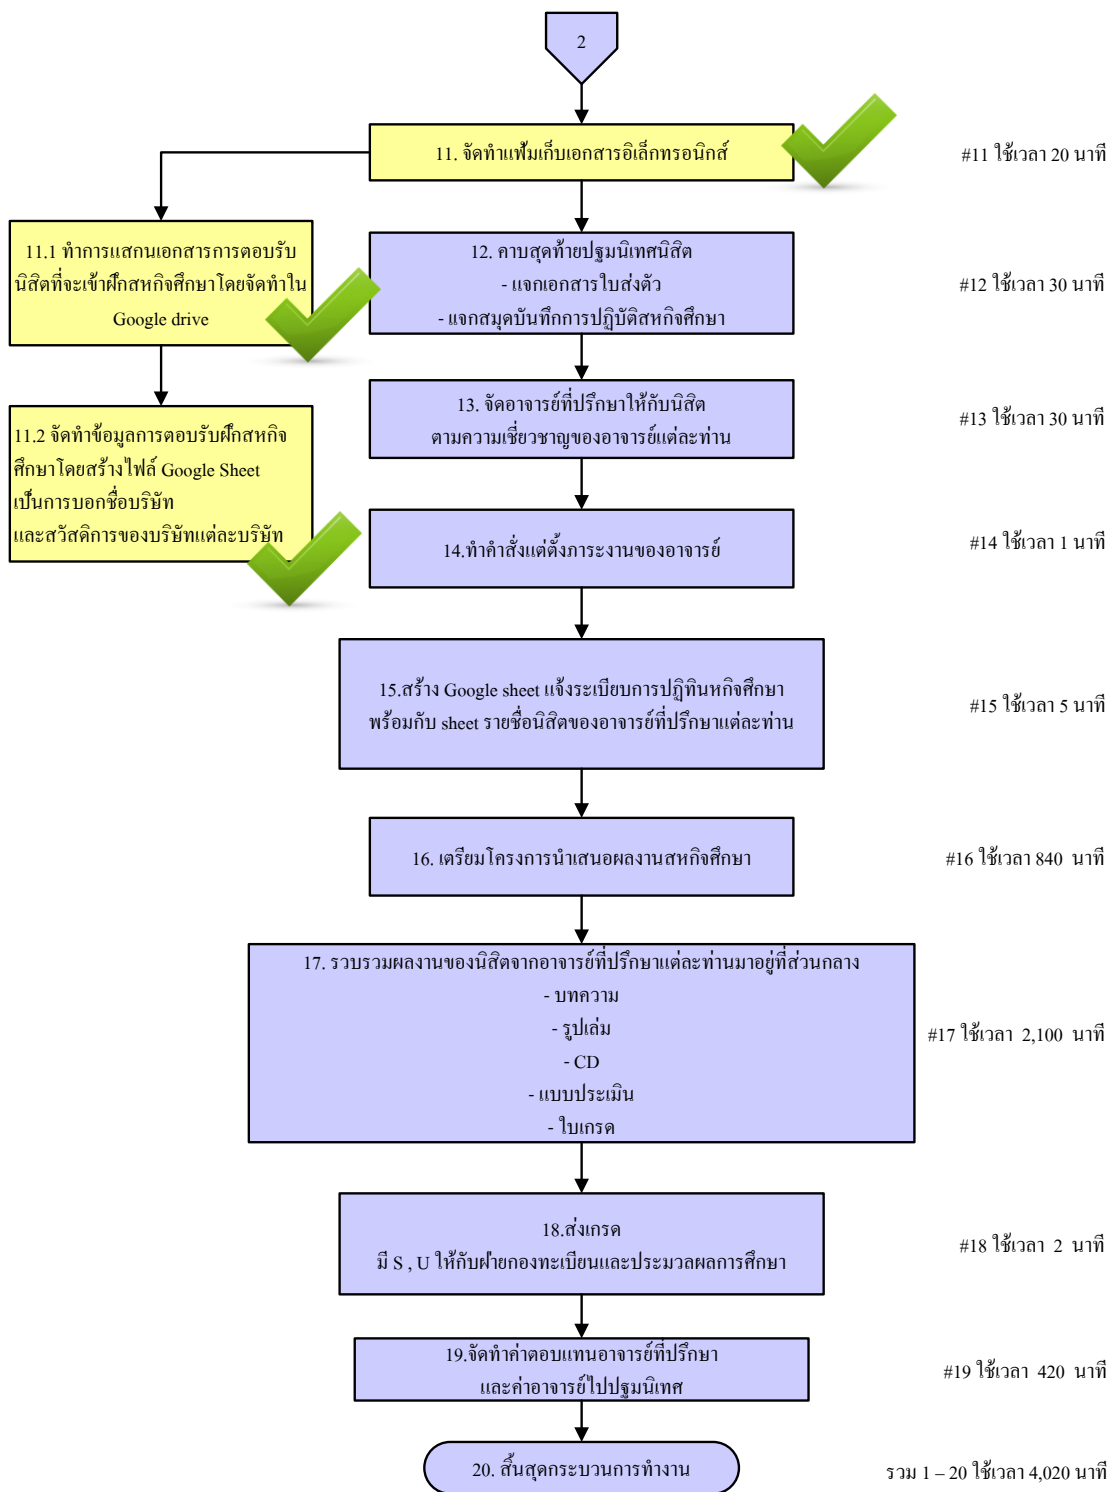 2
11. จัดทำแฟ้มเก็บเอกสารอิเล็กทรอนิกส์
#11 ใช้เวลา 20 นาที
11.1 ทำการแสกนเอกสารการตอบรับ
นิสิตที่จะเข้าฝึกสหกิจศึกษาโดยจัดทำใน
Google drive
12. คาบสุดท้ายปฐมนิเทศนิสิต
- แจกเอกสารใบส่งตัว
- แจกสมุดบันทึกการปฏิบัติสหกิจศึกษา
#12 ใช้เวลา 30 นาที
11.2 จัดทำข้อมูลการตอบรับฝึกสหกิจ
ศึกษาโดยสร้างไฟล์ Google Sheet
เป็นการบอกชื่อบริษัท
และสวัสดิการของบริษัทแต่ละบริษัท
13. จัดอาจารย์ที่ปรึกษาให้กับนิสิต
ตามความเชี่ยวชาญของอาจารย์แต่ละท่าน
#13 ใช้เวลา 30 นาที
14.ทำคำสั่งแต่ตั้งภาระงานของอาจารย์
#14 ใช้เวลา 1 นาที
15.สร้าง Google sheet แจ้งระเบียบการปฏิทินหกิจศึกษา
พร้อมกับ sheet รายชื่อนิสิตของอาจารย์ที่ปรึกษาแต่ละท่าน
#15 ใช้เวลา 5 นาที
16. เตรียมโครงการนำเสนอผลงานสหกิจศึกษา
#16 ใช้เวลา 840 นาที
17. รวบรวมผลงานของนิสิตจากอาจารย์ที่ปรึกษาแต่ละท่านมาอยู่ที่ส่วนกลาง
- บทความ
- รูปเล่ม
- CD
- แบบประเมิน
- ใบเกรด
#17 ใช้เวลา 2,100 นาที
18.ส่งเกรด
มี S , U ให้กับฝ่ายกองทะเบียนและประมวลผลการศึกษา
#18 ใช้เวลา 2 นาที
19.จัดทำค่าตอบแทนอาจารย์ที่ปรึกษา
และค่าอาจารย์ไปปฐมนิเทศ
#19 ใช้เวลา 420 นาที
20. สิ้นสุดกระบวนการทำงาน
รวม 1 – 20 ใช้เวลา 4,020 นาที